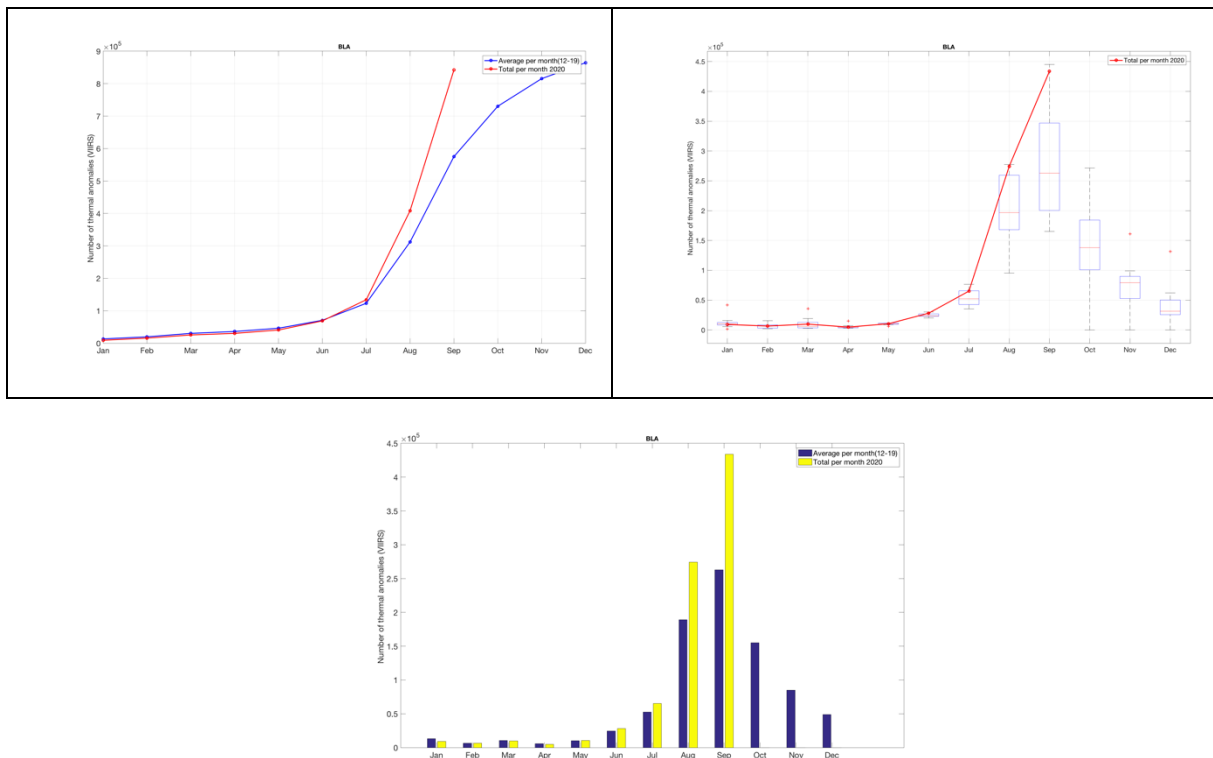 BLA
×10⁵
Average per month(12-19)
Total per month 2020
Number of thermal anomalies (VIIRS)
9
8
7
6
5
4
3
2
1
0
Jan Feb Mar Apr May Jun Jul Aug Sep Oct Nov Dec
BLA
×10⁵
Total per month 2020
Number of thermal anomalies (VIIRS)
4.5
4
3.5
3
2.5
2
1.5
1
0.5
0
Jan Feb Mar Apr May Jun Jul Aug Sep Oct Nov Dec
BLA
×10⁵
Average per month(12-19)
Total per month 2020
Number of thermal anomalies (VIIRS)
4.5
4
3.5
3
2.5
2
1.5
1
0.5
0
Jan Feb Mar Apr May Jun Jul Aug Sep Oct Nov Dec